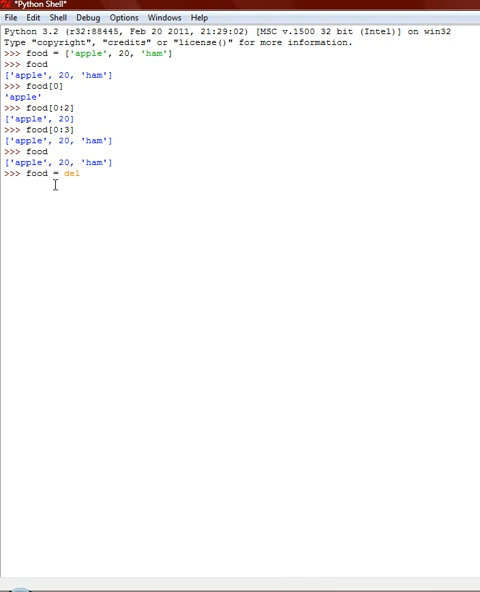 *Python Shell*
File Edit Shell Debug Options Windows Help
Python 3.2 (r32:88445, Feb 20 2011, 21:29:02) [MSC v.1500 32 bit (Intel)] on win32
Type "copyright", "credits" or "license()" for more information.
>>> food = ['apple', 20, 'ham']
>>> food
['apple', 20, 'ham']
>>> food[0]
'apple'
>>> food[0:2]
['apple', 20]
>>> food[0:3]
['apple', 20, 'ham']
>>> food
['apple', 20, 'ham']
>>> food = del